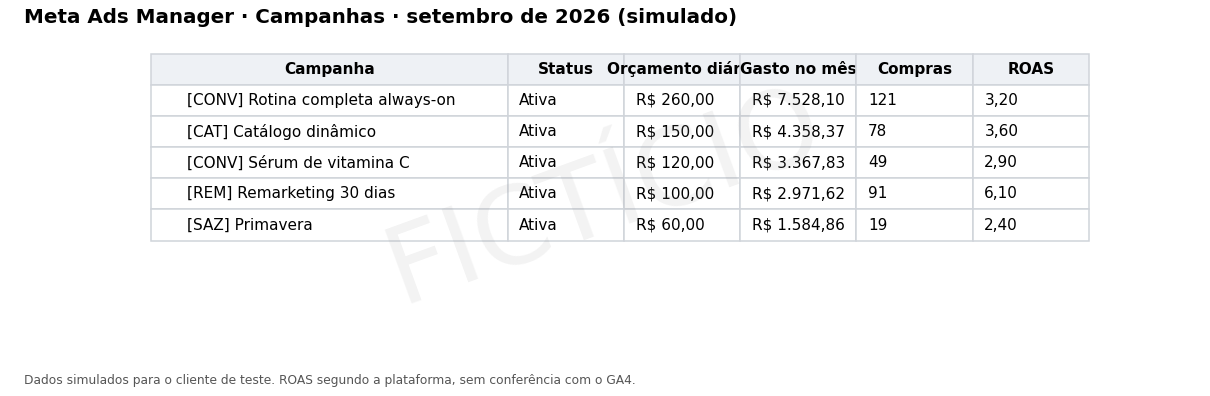 Meta Ads Manager · Campanhas · setembro de 2026 (simulado)
Campanha Status Orçamento diár Gasto no mês Compras ROAS
[CONV] Rotina completa always-on Ativa R$ 260,00 R$ 7.528,10 121 3,20
[CAT] Catálogo dinâmico Ativa R$ 150,00 R$ 4.358,37 78 3,60
[CONV] Sérum de vitamina C Ativa R$ 120,00 R$ 3.367,83 49 2,90
[REM] Remarketing 30 dias Ativa R$ 100,00 R$ 2.971,62 91 6,10
[SAZ] Primavera Ativa R$ 60,00 R$ 1.584,86 19 2,40
FICTÍCIO
Dados simulados para o cliente de teste. ROAS segundo a plataforma, sem conferência com o GA4.